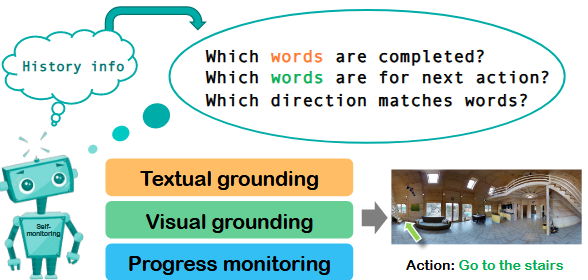 History info
Which words are completed?
Which words are for next action?
Which direction matches words?
Self-
monitoring
Textual grounding
Visual grounding
Progress monitoring
Action: Go to the stairs